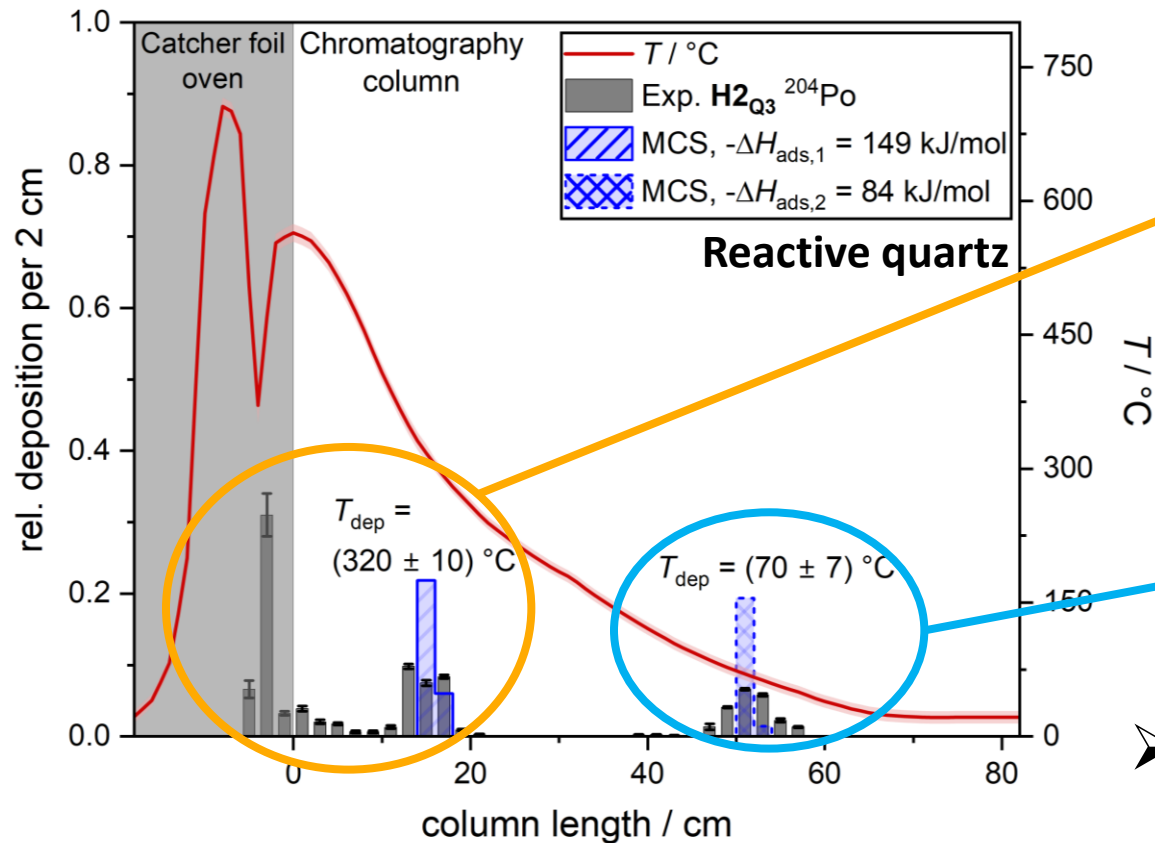 1.0
0.8
0.6
0.4
0.2
0.0
rel. deposition per 2 cm
Catcher foil
oven
Chromatography
column
T / °C
Exp. H2Q3 204Po
MCS, -ΔHads,1 = 149 kJ/mol
MCS, -ΔHads,2 = 84 kJ/mol
Reactive quartz
Tdep =
(320 ± 10) °C
Tdep = (70 ± 7) °C
750
600
450
300
150
0
T / °C
0 20 40 60 80
column length / cm